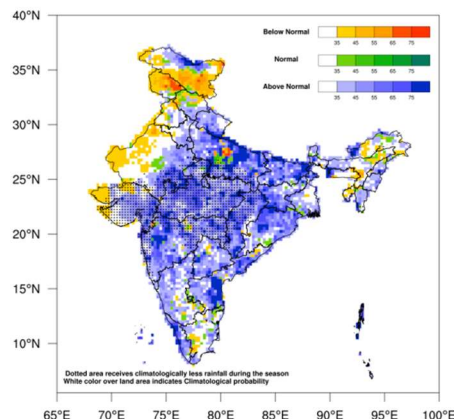 40°N
35°N
30°N
25°N
20°N
15°N
10°N
65°E 70°E 75°E 80°E 85°E 90°E 95°E 100°E
Below Normal
35 45 55 65 75
Normal
35 45 55 65 75
Above Normal
35 45 55 65 75
Dotted area receives climatologically less rainfall during the season
White color over land area indicates Climatological probability